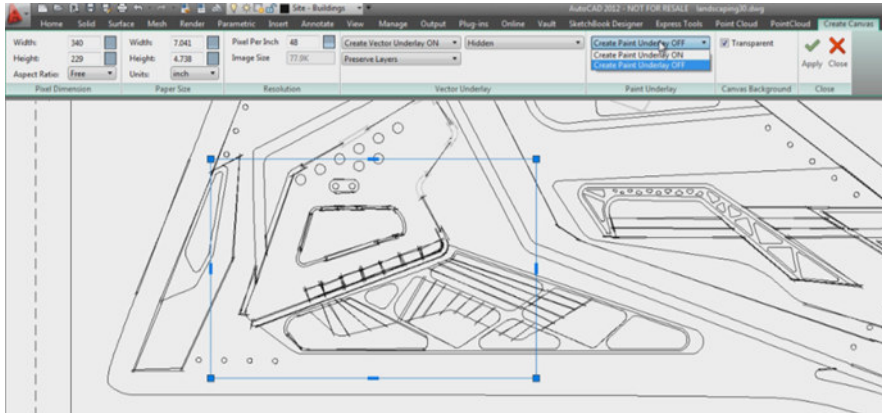 Site - Buildings
AutoCAD 2012 - NOT FOR RESALE landscaping30.dwg
Home Solid Surface Mesh Render Parametric Insert Annotate View Manage Output Plug-ins Online Vault SketchBook Designer Express Tools Point Cloud PointCloud Create Canvas
Width: 340 Width: 7.041 Pixel Per Inch 48 Create Vector Underlay ON Hidden Create Paint Underlay OFF Transparent
Height: 229 Height: 4.738 Image Size 77.9K Preserve Layers Create Paint Underlay ON
Create Paint Underlay OFF
Apply Close
Aspect Ratio: Free Units: inch
Pixel Dimension Paper Size Resolution Vector Underlay Paint Underlay Canvas Background Close